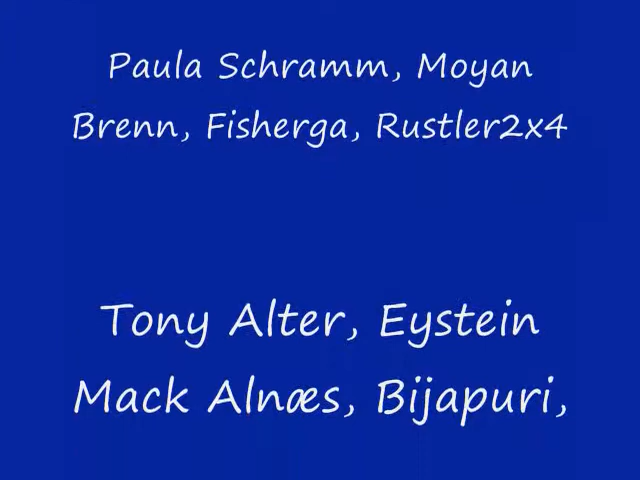 Paula Schramm, Moyan
Brenn, Fisherga, Rustler2x4
Tony Alter, Eystein
Mack Alnæs, Bijapuri,